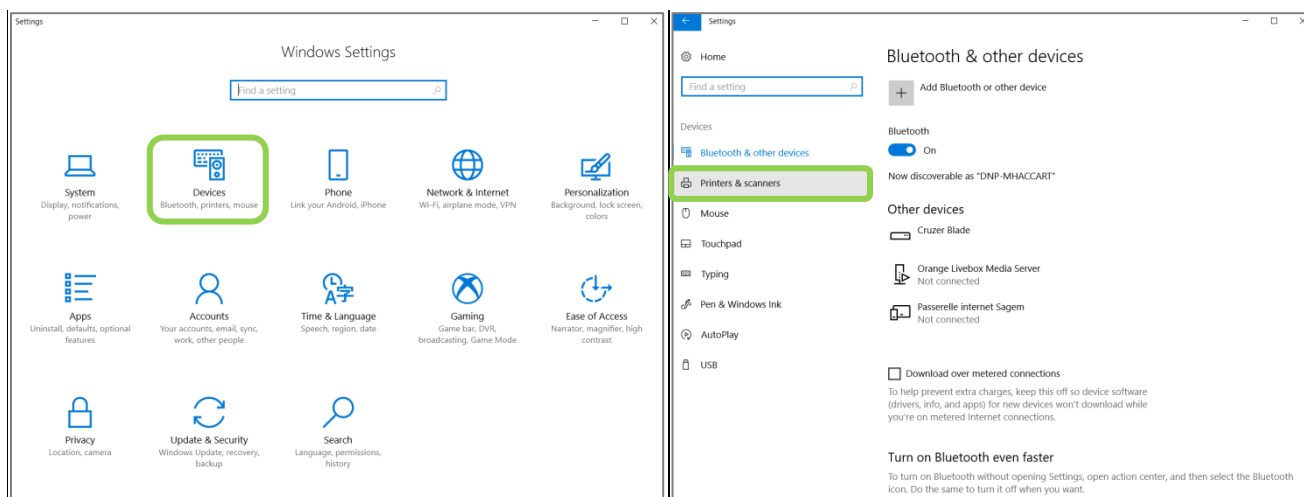 Settings
Windows Settings
Find a setting
System
Display, notifications,
power
Devices
Bluetooth, printers, mouse
Phone
Link your Android, iPhone
Network & Internet
Wi-Fi, airplane mode, VPN
Personalization
Background, lock screen,
colors
Apps
Uninstall, defaults, optional
features
Accounts
Your accounts, email, sync,
work, other people
Time & Language
Speech, region, date
Gaming
Game bar, DVR,
broadcasting, Game Mode
Ease of Access
Narrator, magnifier, high
contrast
Privacy
Location, camera
Update & Security
Windows Update, recovery,
backup
Search
Language, permissions,
history
Settings
Home
Find a setting
Devices
Bluetooth & other devices
Printers & scanners
Mouse
Touchpad
Typing
Pen & Windows Ink
AutoPlay
USB
Bluetooth & other devices
Add Bluetooth or other device
Bluetooth
On
Now discoverable as “DNP-MHACCART”
Other devices
Cruzer Blade
Orange Livebox Media Server
Not connected
Passerelle internet Sagem
Not connected
Download over metered connections
To help prevent extra charges, keep this off so device software
(drivers, info, and apps) for new devices won't download while
you're on metered Internet connections.
Turn on Bluetooth even faster
To turn on Bluetooth without opening Settings, open action center, and then select the Bluetooth
icon. Do the same to turn it off when you want.